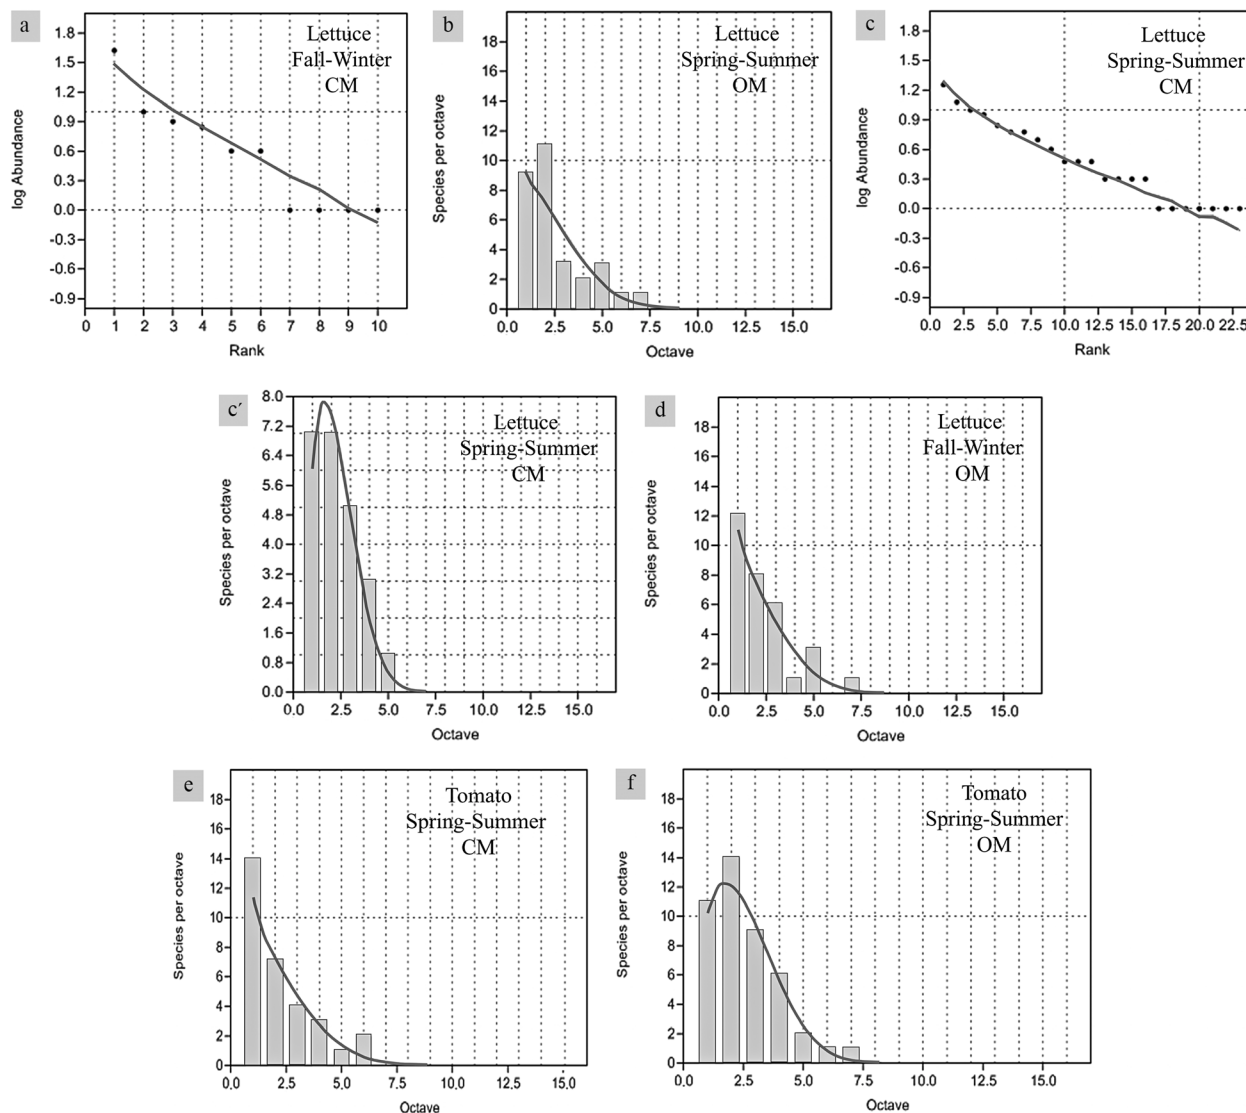 a
Lettuce
Fall-Winter
CM
log Abundance
1.8
1.5
1.2
0.9
0.6
0.3
0.0
-0.3
-0.6
-0.9
0 1 2 3 4 5 6 7 8 9 10
Rank
b
Lettuce
Spring-Summer
OM
Species per octave
18
16
14
12
10
8
6
4
2
0
0.0 2.5 5.0 7.5 10.0 12.5 15.0
Octave
c
Lettuce
Spring-Summer
CM
log Abundance
1.8
1.5
1.2
0.9
0.6
0.3
0.0
-0.3
-0.6
-0.9
0.0 2.5 5.0 7.5 10.0 12.5 15.0 17.5 20.0 22.5
Rank
c´
Lettuce
Spring-Summer
CM
Species per octave
8.0
7.2
6.4
5.6
4.8
4.0
3.2
2.4
1.6
0.8
0.0
0.0 2.5 5.0 7.5 10.0 12.5 15.0
Octave
d
Lettuce
Fall-Winter
OM
Species per octave
18
16
14
12
10
8
6
4
2
0
0.0 2.5 5.0 7.5 10.0 12.5 15.0
Octave
e
Tomato
Spring-Summer
CM
Species per octave
18
16
14
12
10
8
6
4
2
0
0.0 2.5 5.0 7.5 10.0 12.5 15.0
Octave
f
Tomato
Spring-Summer
OM
Species per octave
18
16
14
12
10
8
6
4
2
0
0.0 2.5 5.0 7.5 10.0 12.5 15.0
Octave